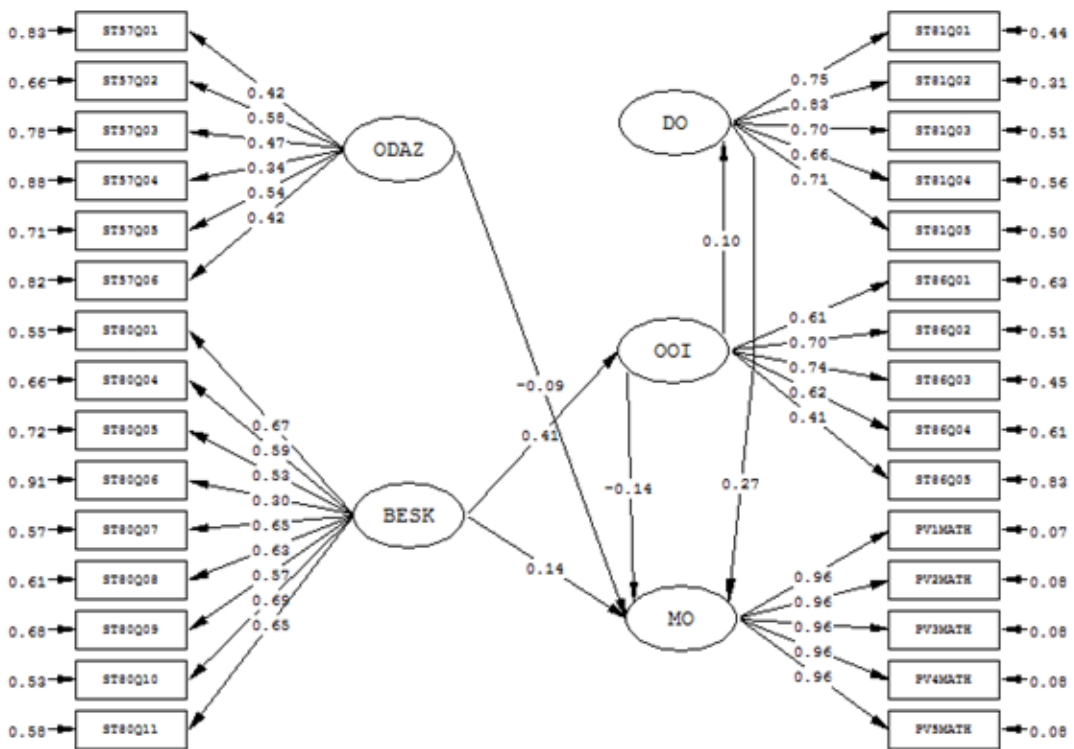 0.83 ST57Q01
0.66 ST57Q02
0.78 ST57Q03
0.88 ST57Q04
0.71 ST57Q05
0.82 ST57Q06
0.55 ST80Q01
0.66 ST80Q04
0.72 ST80Q05
0.91 ST80Q06
0.57 ST80Q07
0.61 ST80Q08
0.68 ST80Q09
0.53 ST80Q10
0.58 ST80Q11
0.42
0.58
0.47
0.34
0.54
0.42
ODAZ
0.67
0.59
0.53
0.30
0.65
0.63
0.57
0.69
0.65
BESK
-0.09
0.41
0.14
DO
0.10
OOI
-0.14
0.27
MO
0.75
0.83
0.70
0.66
0.71
0.61
0.70
0.74
0.62
0.41
0.96
0.96
0.96
0.96
0.96
ST81Q01 0.44
ST81Q02 0.31
ST81Q03 0.51
ST81Q04 0.56
ST81Q05 0.50
ST86Q01 0.63
ST86Q02 0.51
ST86Q03 0.45
ST86Q04 0.61
ST86Q05 0.83
PV1MATH 0.07
PV2MATH 0.08
PV3MATH 0.08
PV4MATH 0.08
PV5MATH 0.08